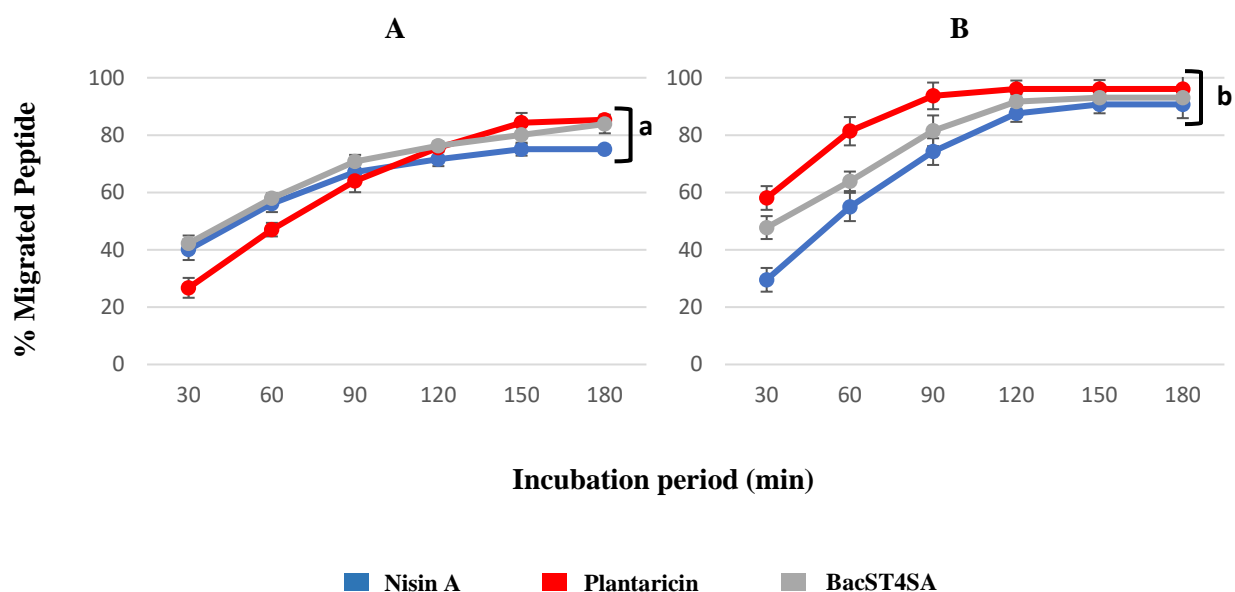 A
B
% Migrated Peptide
100
80
60
40
20
0
30 60 90 120 150 180
a
100
80
60
40
20
0
30 60 90 120 150 180
b
Incubation period (min)
Nisin A Plantaricin BacST4SA